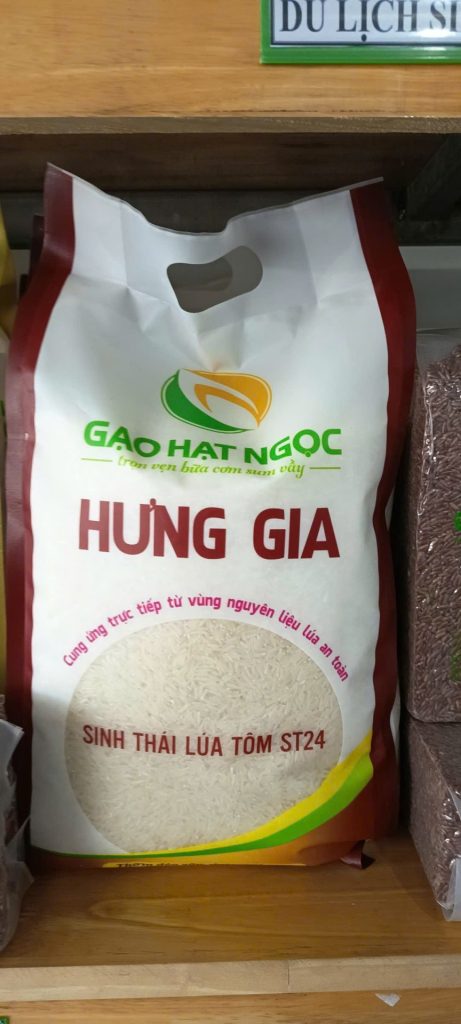 DU LỊCH
GẠO HẠT NGỌC
trọn vẹn bữa cơm sum vầy
HƯNG GIA
Cung ứng trực tiếp từ vùng nguyên liệu lúa an toàn
SINH THÁI LÚA TÔM ST24